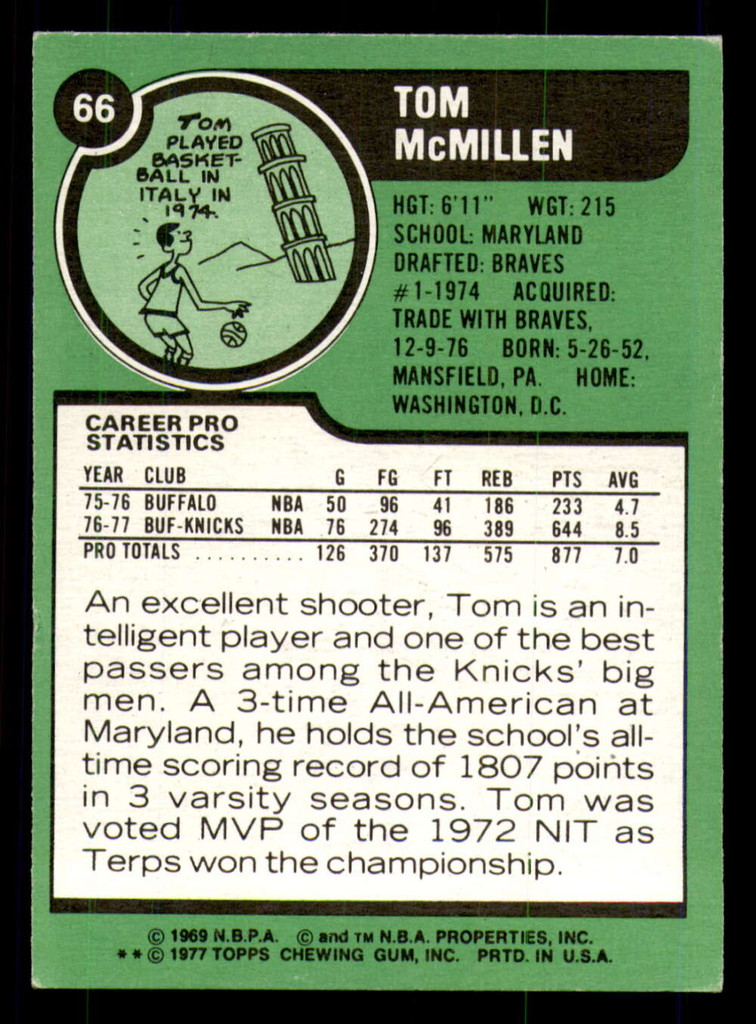 66
TOM
PLAYED
BASKET-
BALL IN
ITALY IN
1974.
TOM
McMILLEN
HGT: 6'11" WGT: 215
SCHOOL: MARYLAND
DRAFTED: BRAVES
#1-1974 ACQUIRED:
TRADE WITH BRAVES,
12-9-76 BORN: 5-26-52,
MANSFIELD, PA. HOME:
WASHINGTON, D.C.
CAREER PRO
STATISTICS
YEAR CLUB G FG FT REB PTS AVG
75-76 BUFFALO NBA 50 96 41 186 233 4.7
76-77 BUF-KNICKS NBA 76 274 96 389 644 8.5
PRO TOTALS .......... 126 370 137 575 877 7.0
An excellent shooter, Tom is an in-
telligent player and one of the best
passers among the Knicks' big
men. A 3-time All-American at
Maryland, he holds the school's all-
time scoring record of 1807 points
in 3 varsity seasons. Tom was
voted MVP of the 1972 NIT as
Terps won the championship.
© 1969 N.B.P.A. © and TM N.B.A. PROPERTIES, INC.
**© 1977 TOPPS CHEWING GUM, INC. PRTD. IN U.S.A.